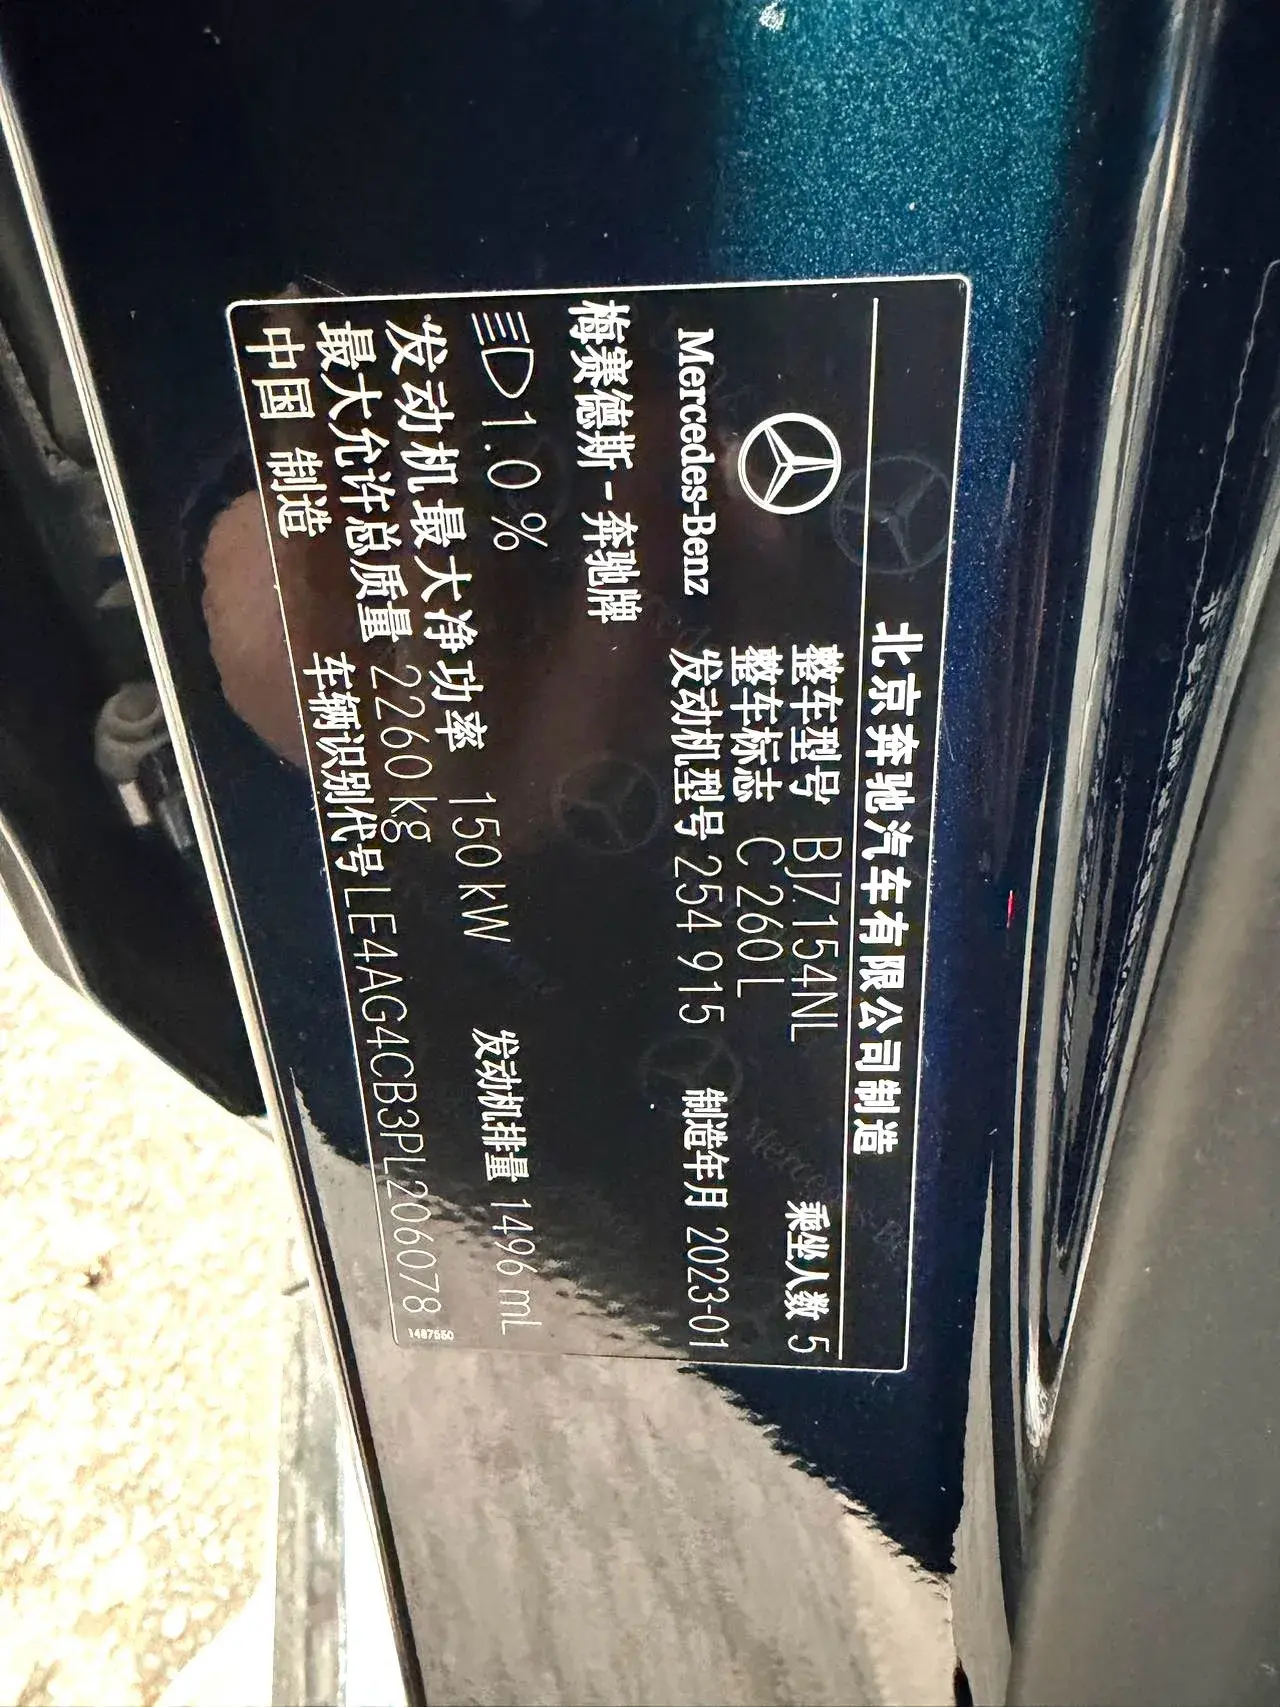 北京奔驰汽车有限公司制造
Mercedes-Benz
整车型号 BJ7154NL 乘坐人数 5
整车标志 C 260 L
发动机型号 254 915 制造年月 2023-01
梅赛德斯-奔驰牌
1.0 %
发动机最大净功率 150 kW 发动机排量 1496 mL
最大允许总质量 2260 kg
中国 制造 车辆识别代号 LE4AG4CB3PL206078
1487550